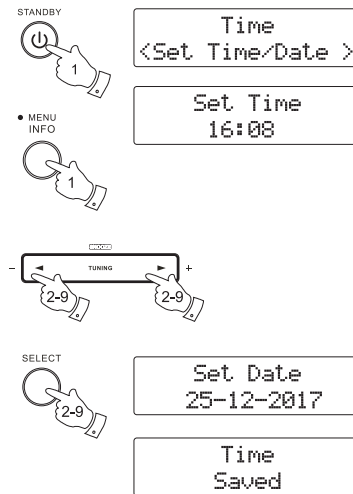 STANDBY
1
Time
<Set Time/Date >
● MENU
INFO
1
Set Time
16:08
–
◄
TUNING
►
+
2-9
2-9
SELECT
2-9
Set Date
25-12-2017
Time
Saved